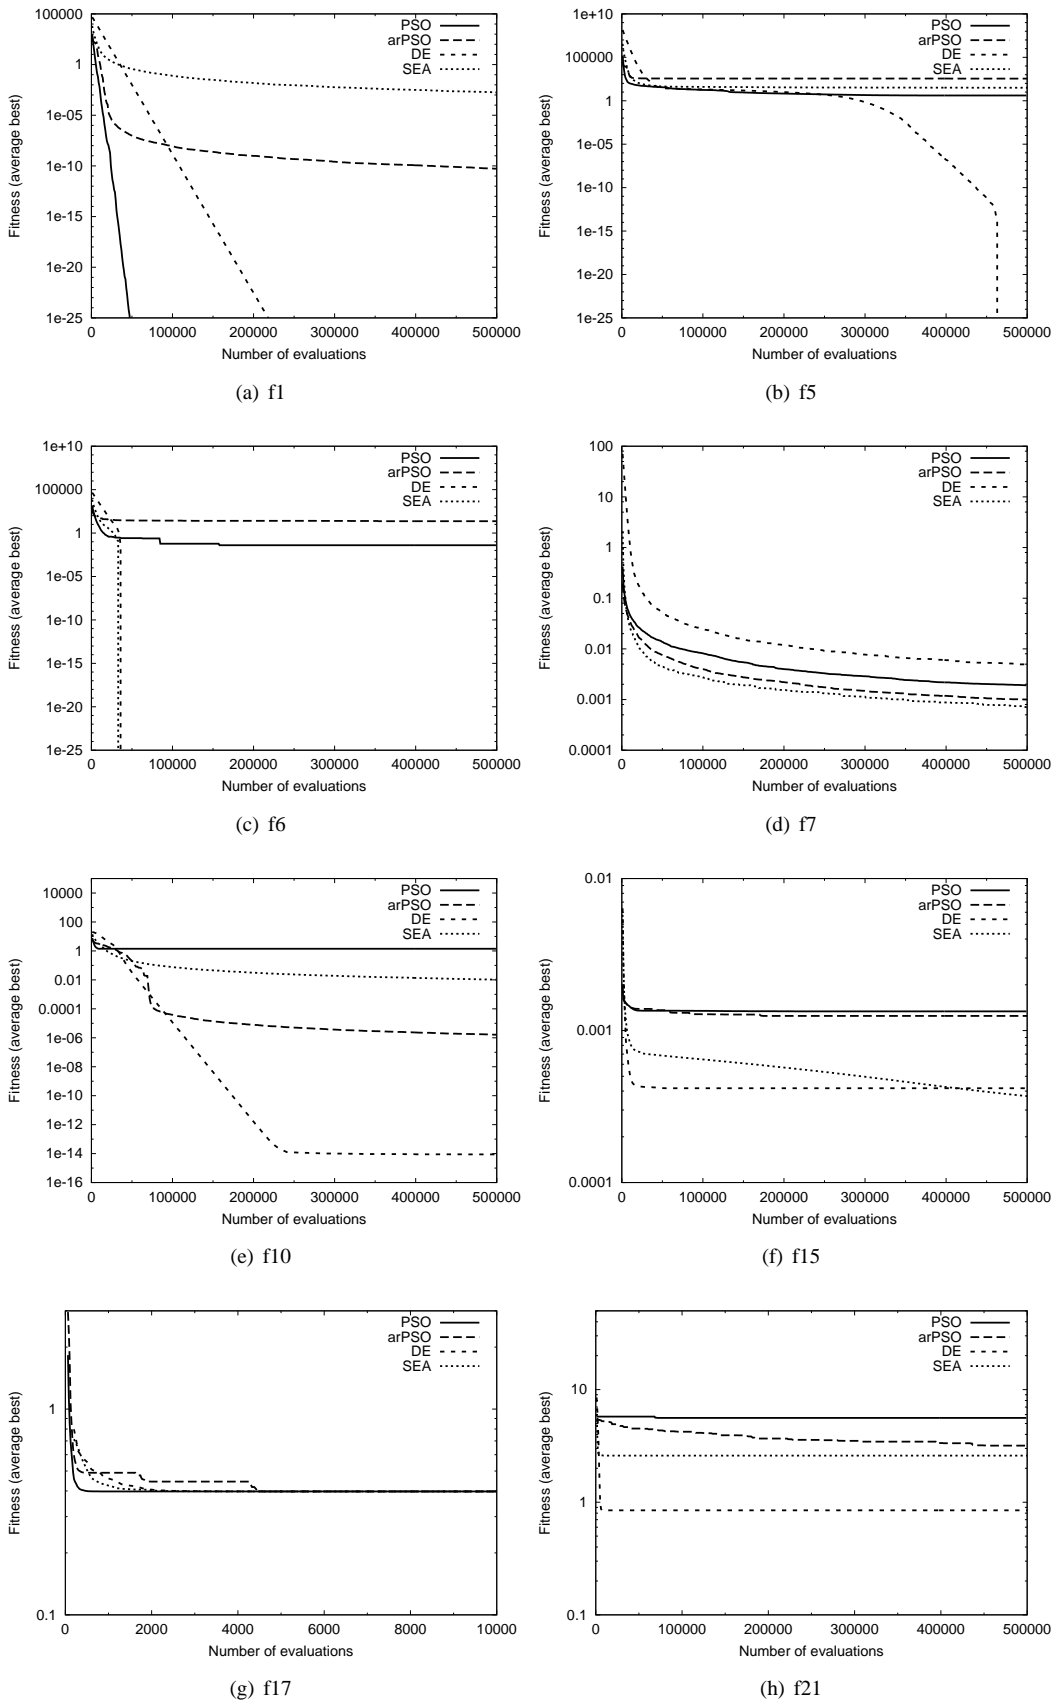 100000
1
1e-05
1e-10
1e-15
1e-20
1e-25
0 100000 200000 300000 400000 500000
Fitness (average best)
Number of evaluations
PSO
arPSO
DE
SEA
(a) f1
1e+10
100000
1
1e-05
1e-10
1e-15
1e-20
1e-25
0 100000 200000 300000 400000 500000
Fitness (average best)
Number of evaluations
PSO
arPSO
DE
SEA
(b) f5
1e+10
100000
1
1e-05
1e-10
1e-15
1e-20
1e-25
0 100000 200000 300000 400000 500000
Fitness (average best)
Number of evaluations
PSO
arPSO
DE
SEA
(c) f6
100
10
1
0.1
0.01
0.001
0.0001
0 100000 200000 300000 400000 500000
Fitness (average best)
Number of evaluations
PSO
arPSO
DE
SEA
(d) f7
10000
100
1
0.01
0.0001
1e-06
1e-08
1e-10
1e-12
1e-14
1e-16
0 100000 200000 300000 400000 500000
Fitness (average best)
Number of evaluations
PSO
arPSO
DE
SEA
(e) f10
0.01
0.001
0.0001
0 100000 200000 300000 400000 500000
Fitness (average best)
Number of evaluations
PSO
arPSO
DE
SEA
(f) f15
1
0.1
0 2000 4000 6000 8000 10000
Fitness (average best)
Number of evaluations
PSO
arPSO
DE
SEA
(g) f17
10
1
0.1
0 100000 200000 300000 400000 500000
Fitness (average best)
Number of evaluations
PSO
arPSO
DE
SEA
(h) f21